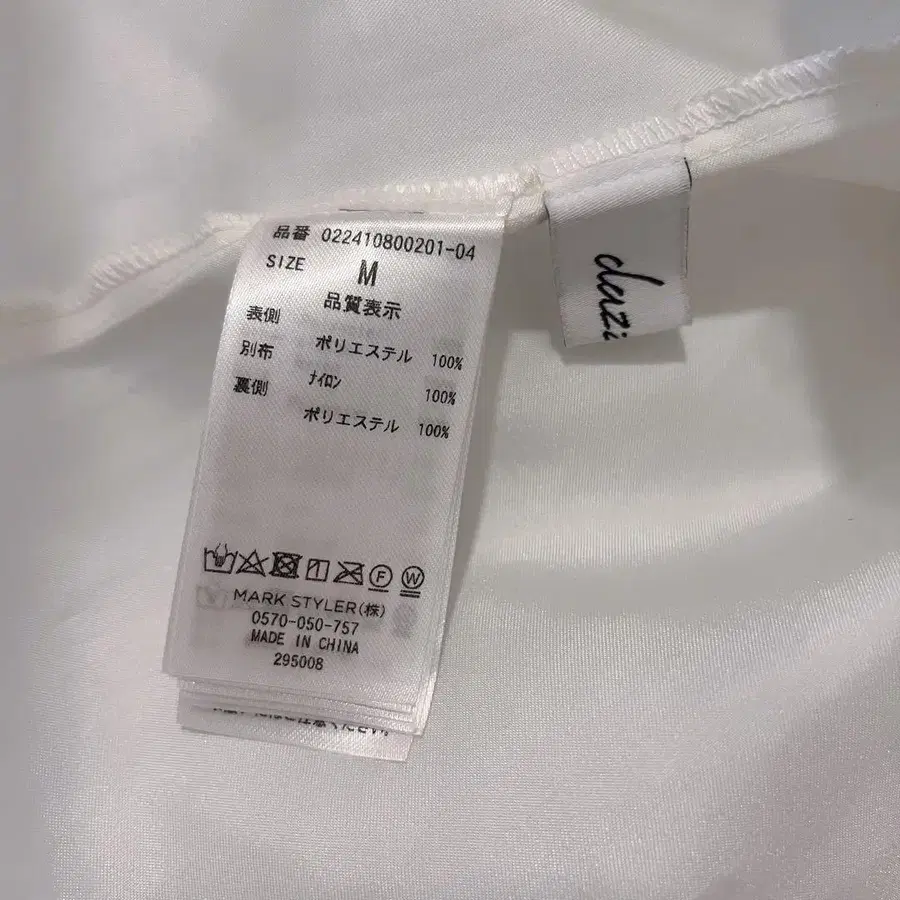 品番 022410800201-04
SIZE M
品質表示
表側 ポリエステル 100%
別布 ナイロン 100%
裏側 ポリエステル 100%
MARK STYLER(株)
0570-050-757
MADE IN CHINA
295008
dazi